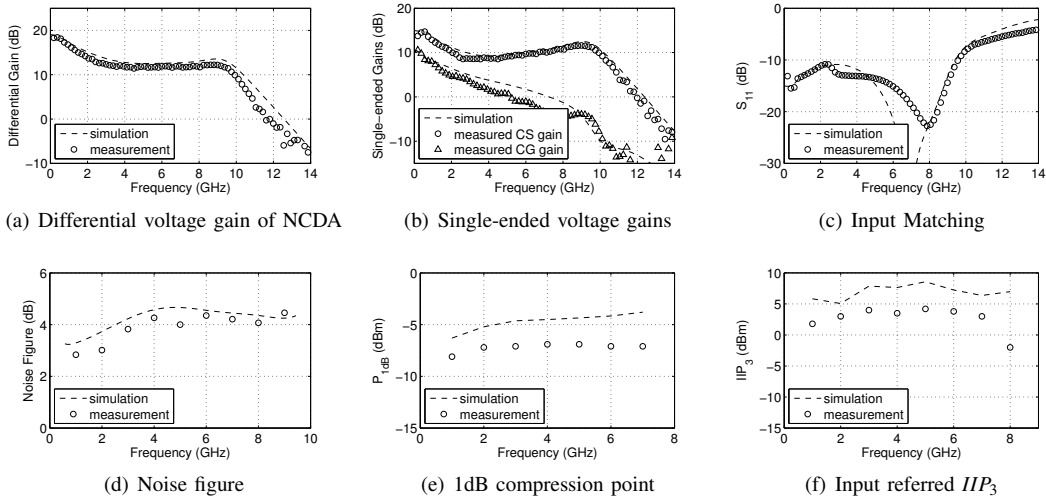 20
10
0
−10
0 2 4 6 8 10 12 14
Differential Gain (dB)
Frequency (GHz)
simulation
measurement
(a) Differential voltage gain of NCDA
20
10
0
−10
0 2 4 6 8 10 12 14
Single−ended Gains (dB)
Frequency (GHz)
simulation
measured CS gain
measured CG gain
(b) Single-ended voltage gains
0
−10
−20
−30
0 2 4 6 8 10 12 14
S11 (dB)
Frequency (GHz)
simulation
measurement
(c) Input Matching
6
4
2
0
0 2 4 6 8 10
Noise Figure (dB)
Frequency (GHz)
simulation
measurement
(d) Noise figure
0
−5
−10
−15
0 2 4 6 8
P1dB (dBm)
Frequency (GHz)
simulation
measurement
(e) 1dB compression point
10
5
0
−5
−10
−15
0 2 4 6 8
IIP3 (dBm)
Frequency (GHz)
simulation
measurement
(f) Input referred IIP3